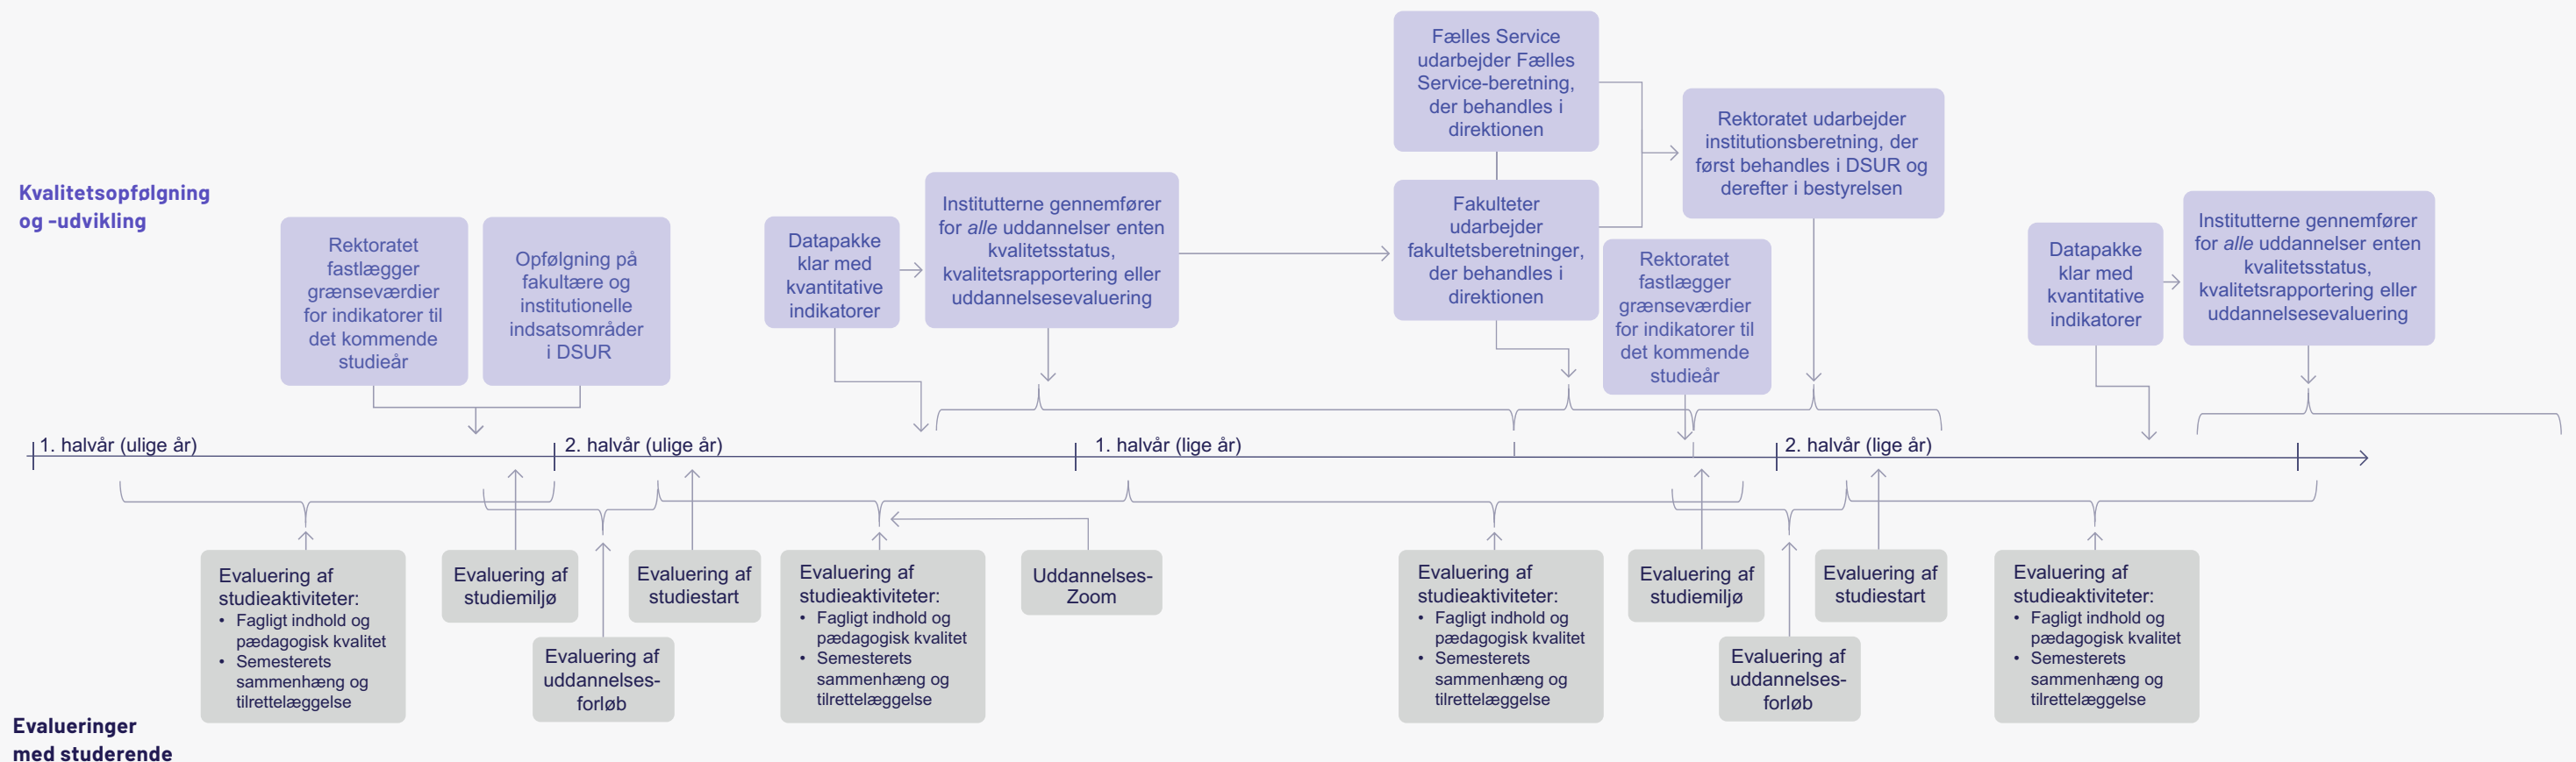 Kvalitetsopfølgning
og -udvikling
Rektoratet
fastlægger
grænseværdier
for indikatorer til
det kommende
studieår
Opfølgning på
fakultære og
institutionelle
indsatsområder
i DSUR
Datapakke
klar med
kvantitative
indikatorer
Institutterne gennemfører
for alle uddannelser enten
kvalitetsstatus,
kvalitetsrapportering eller
uddannelsesevaluering
Fælles Service
udarbejder Fælles
Service-beretning,
der behandles i
direktionen
Fakulteter
udarbejder
fakultetsberetninger,
der behandles i
direktionen
Rektoratet udarbejder
institutionsberetning, der
først behandles i DSUR og
derefter i bestyrelsen
Rektoratet
fastlægger
grænseværdier
for indikatorer til
det kommende
studieår
Datapakke
klar med
kvantitative
indikatorer
Institutterne gennemfører
for alle uddannelser enten
kvalitetsstatus,
kvalitetsrapportering eller
uddannelsesevaluering
1. halvår (ulige år)
2. halvår (ulige år)
1. halvår (lige år)
2. halvår (lige år)
Evaluering af
studieaktiviteter:
• Fagligt indhold og
pædagogisk kvalitet
• Semesterets
sammenhæng og
tilrettelæggelse
Evaluering af
studiemiljø
Evaluering af
uddannelses-
forløb
Evaluering af
studiestart
Evaluering af
studieaktiviteter:
• Fagligt indhold og
pædagogisk kvalitet
• Semesterets
sammenhæng og
tilrettelæggelse
Uddannelses-
Zoom
Evaluering af
studieaktiviteter:
• Fagligt indhold og
pædagogisk kvalitet
• Semesterets
sammenhæng og
tilrettelæggelse
Evaluering af
studiemiljø
Evaluering af
uddannelses-
forløb
Evaluering af
studiestart
Evaluering af
studieaktiviteter:
• Fagligt indhold og
pædagogisk kvalitet
• Semesterets
sammenhæng og
tilrettelæggelse
Evalueringer
med studerende